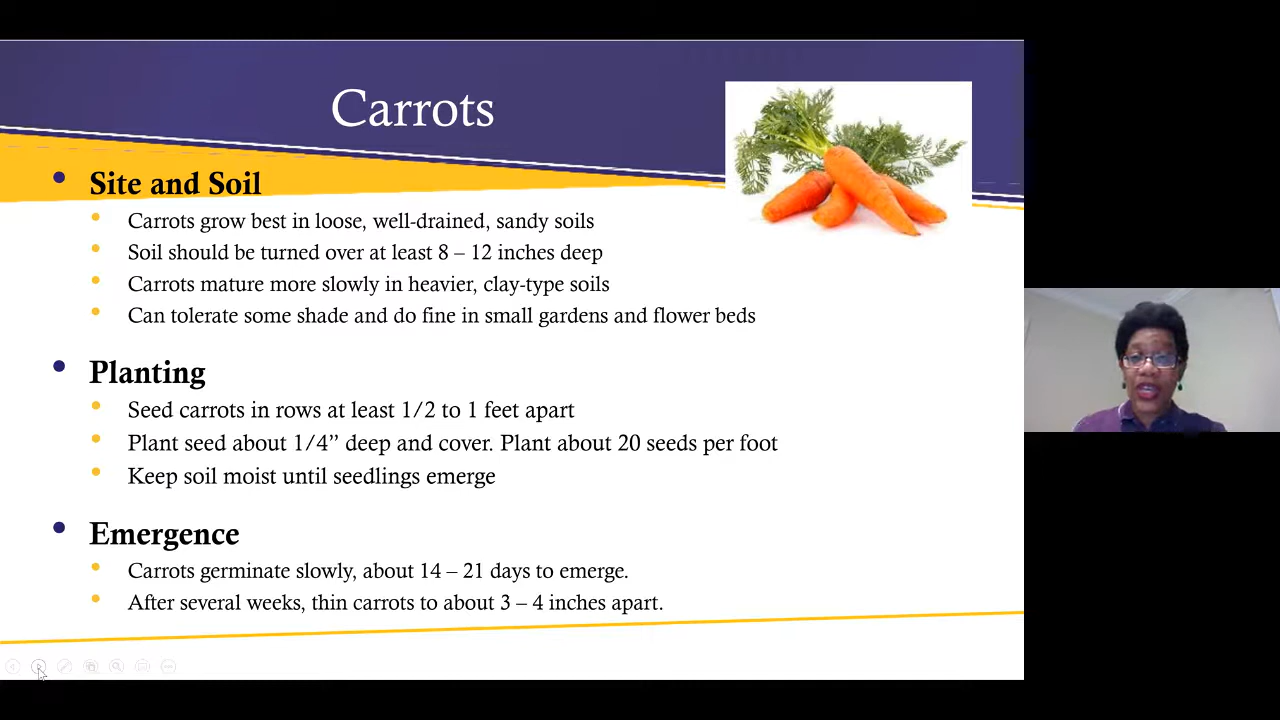 Carrots
Site and Soil
Carrots grow best in loose, well-drained, sandy soils
Soil should be turned over at least 8 – 12 inches deep
Carrots mature more slowly in heavier, clay-type soils
Can tolerate some shade and do fine in small gardens and flower beds
Planting
Seed carrots in rows at least 1/2 to 1 feet apart
Plant seed about 1/4” deep and cover. Plant about 20 seeds per foot
Keep soil moist until seedlings emerge
Emergence
Carrots germinate slowly, about 14 – 21 days to emerge.
After several weeks, thin carrots to about 3 – 4 inches apart.